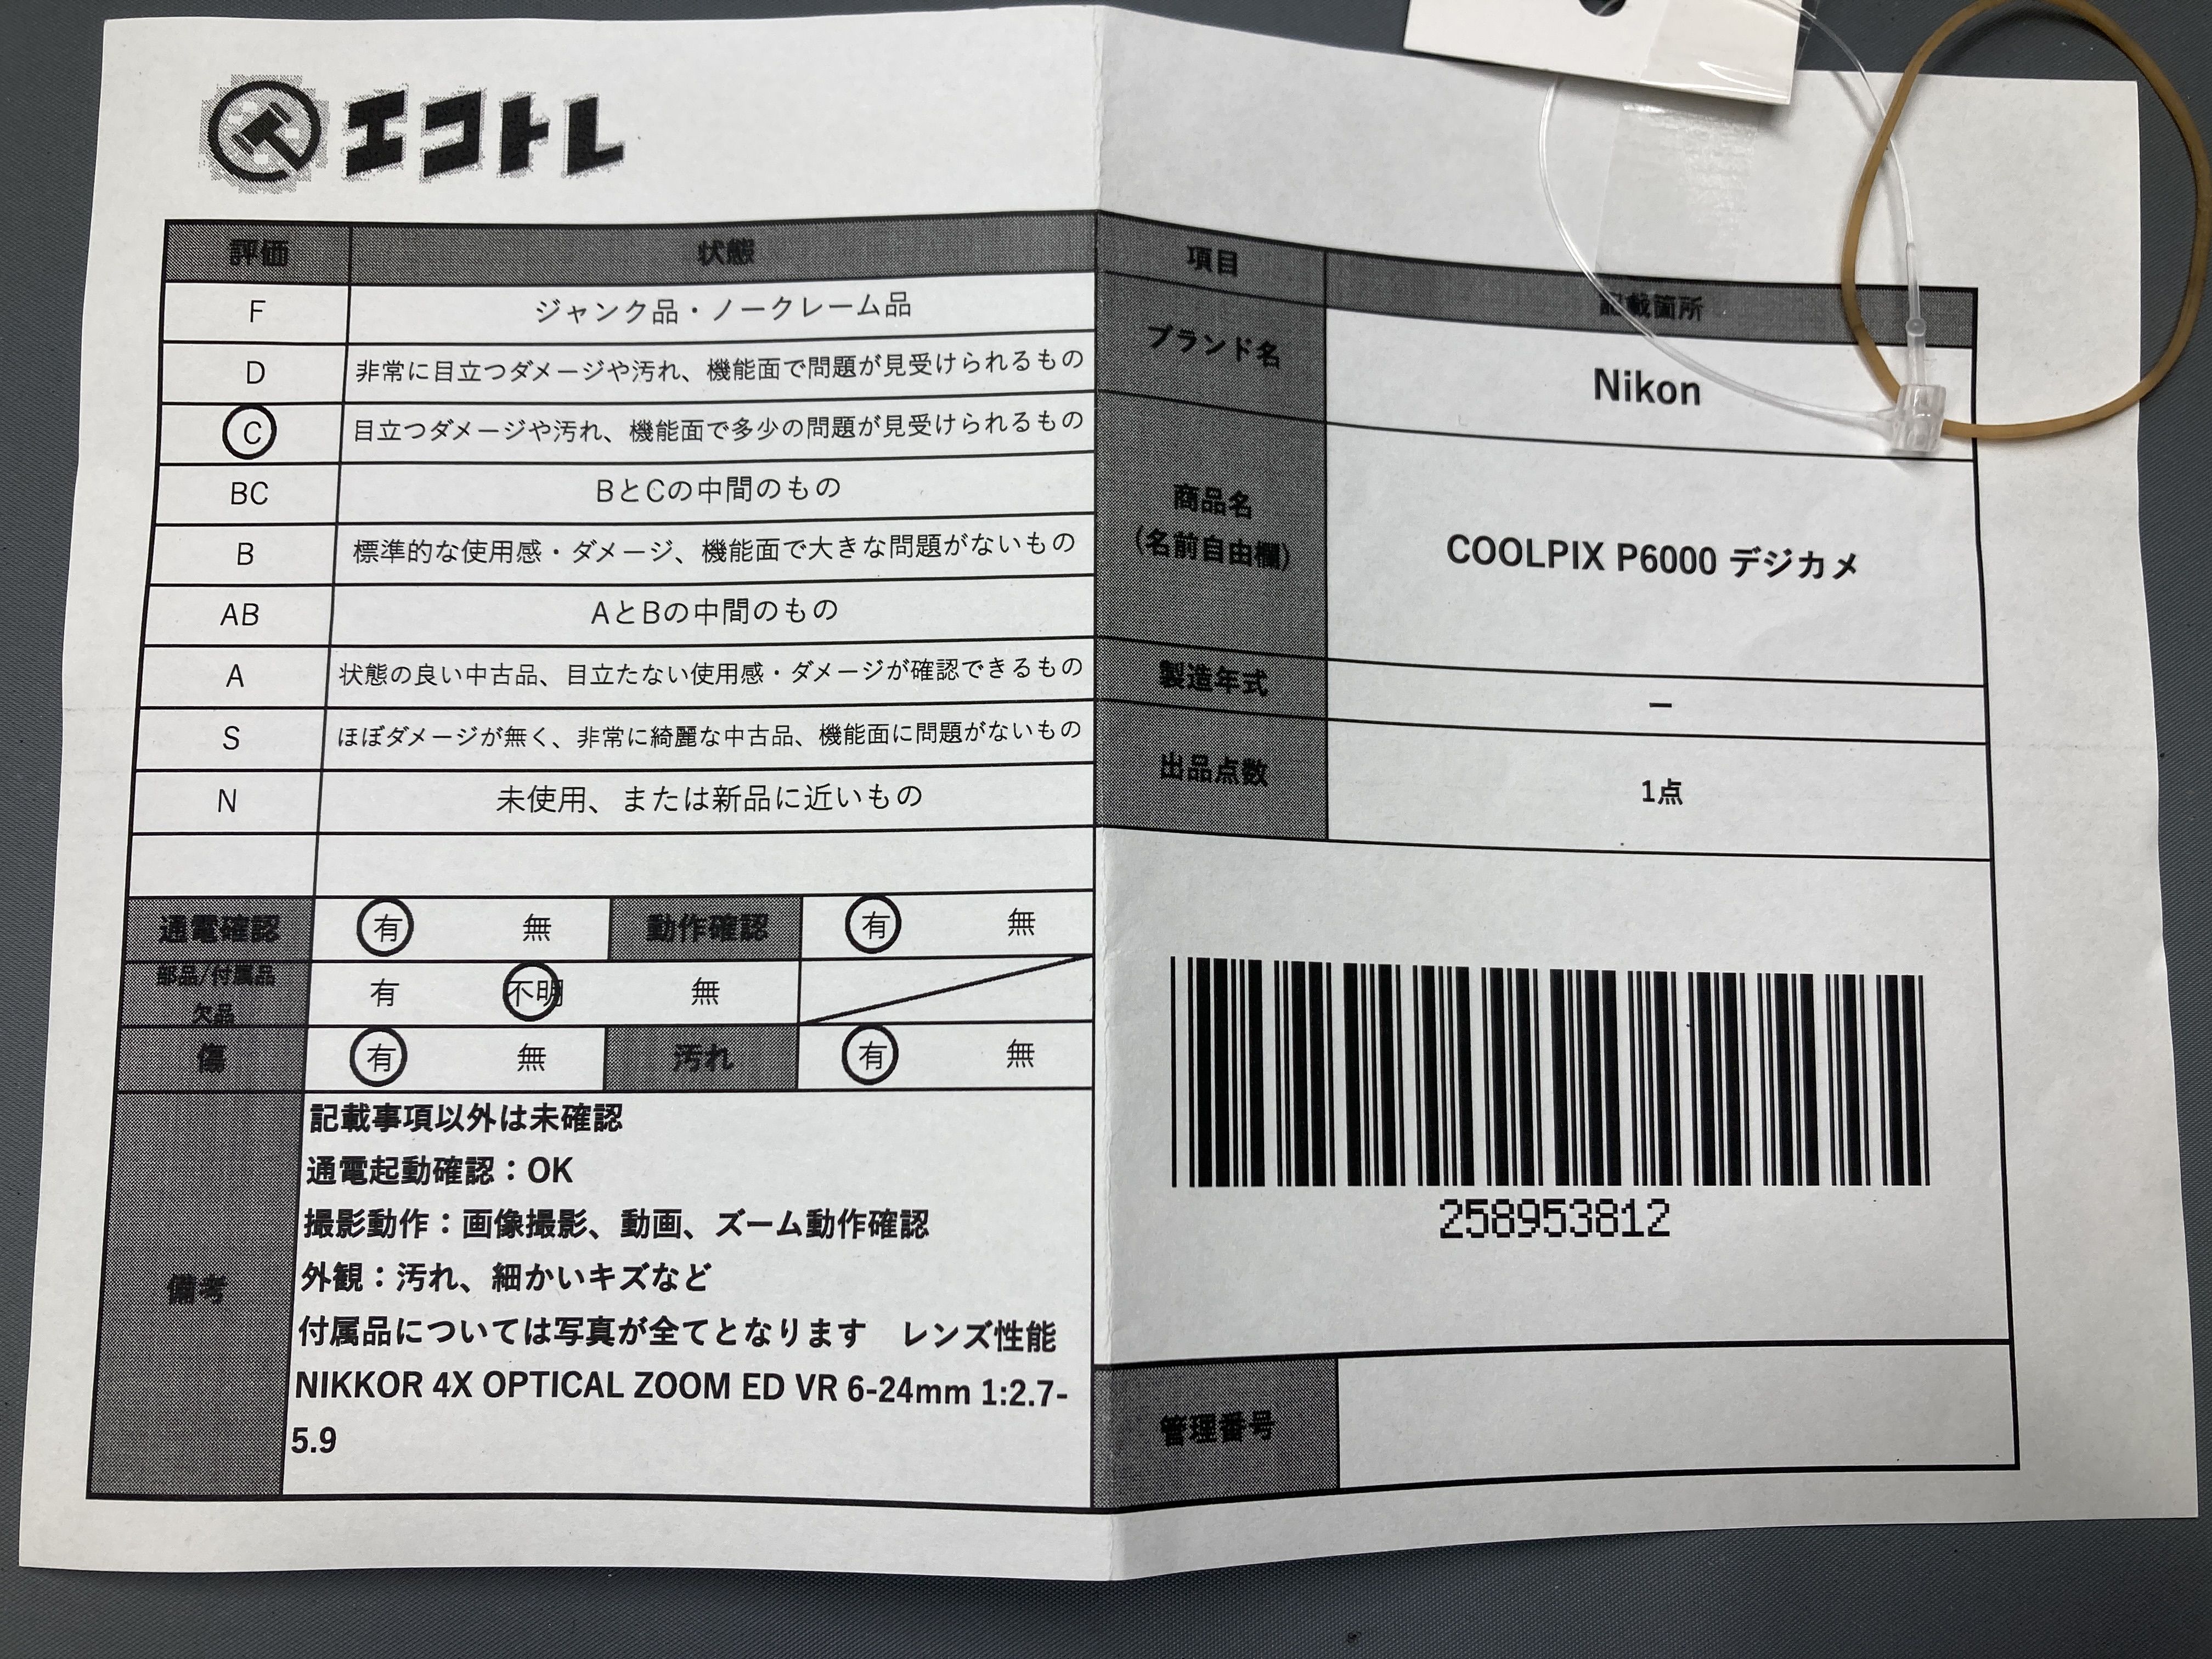 エコトレ
評価 状態
F ジャンク品・ノークレーム品
D 非常に目立つダメージや汚れ、機能面で問題が見受けられるもの
C 目立つダメージや汚れ、機能面で多少の問題が見受けられるもの
BC BとCの中間のもの
B 標準的な使用感・ダメージ、機能面で大きな問題がないもの
AB AとBの中間のもの
A 状態の良い中古品、目立たない使用感・ダメージが確認できるもの
S ほぼダメージが無く、非常に綺麗な中古品、機能面に問題がないもの
N 未使用、または新品に近いもの
通電確認 有 無 動作確認 有 無
部品/付属品
欠品
有 不明 無
傷 有 無 汚れ 有 無
備考
記載事項以外は未確認
通電起動確認：OK
撮影動作：画像撮影、動画、ズーム動作確認
外観：汚れ、細かいキズなど
付属品については写真が全てとなります レンズ性能
NIKKOR 4X OPTICAL ZOOM ED VR 6-24mm 1:2.7-
5.9
項目 記載箇所
ブランド名 Nikon
商品名
(名前自由欄)
COOLPIX P6000 デジカメ
製造年式 ー
出品点数 1点
258953812
管理番号